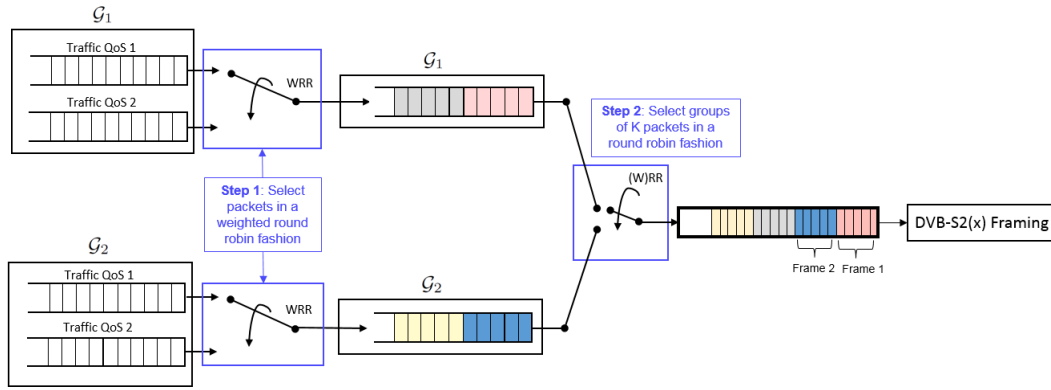 𝒢₁
Traffic QoS 1
Traffic QoS 2
WRR
𝒢₁
Step 2: Select groups
of K packets in a
round robin fashion
(W)RR
Step 1: Select
packets in a
weighted round
robin fashion
DVB-S2(x) Framing
Frame 2
Frame 1
𝒢₂
Traffic QoS 1
Traffic QoS 2
WRR
𝒢₂